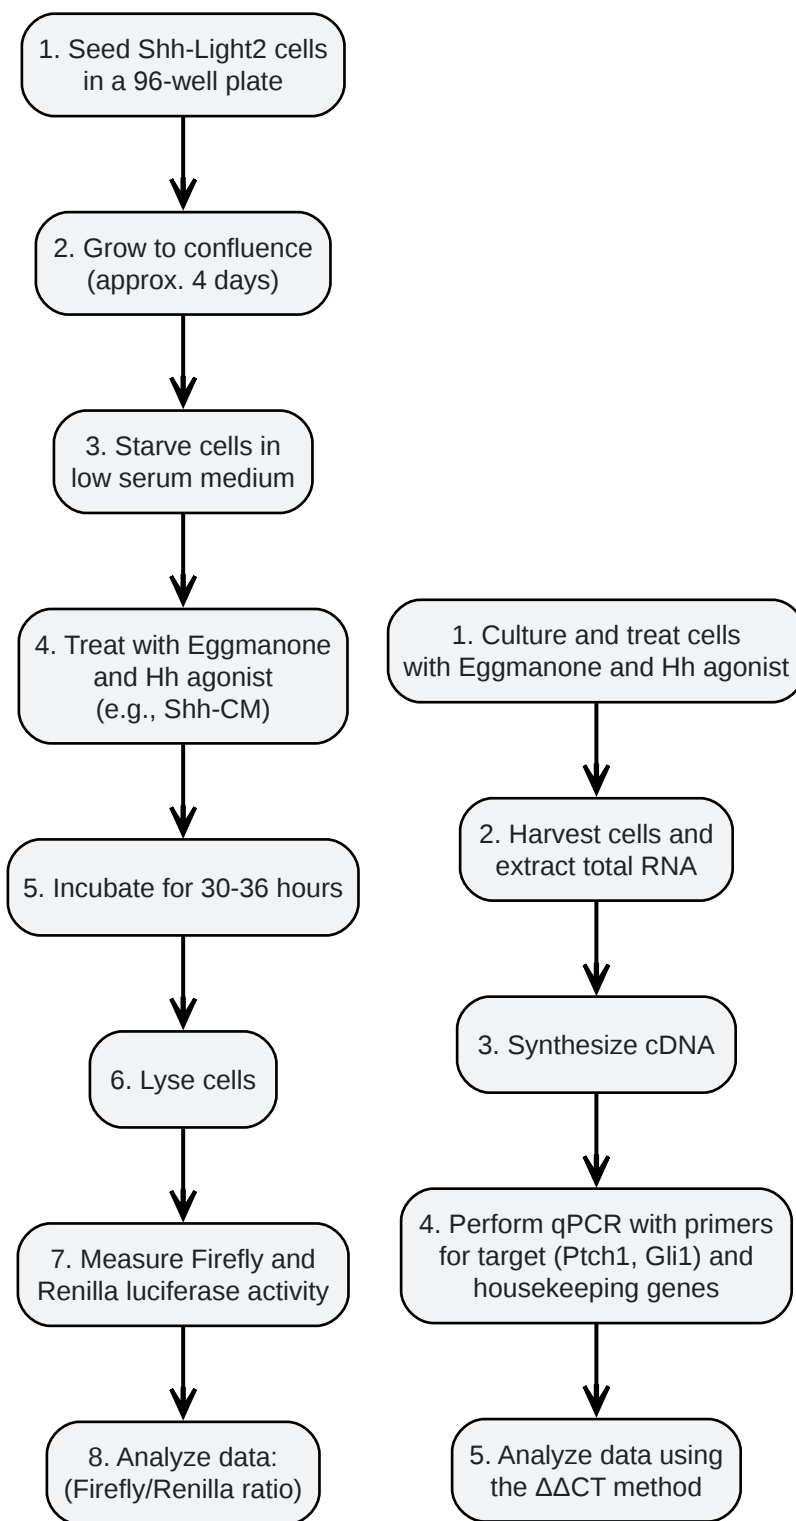 1. Seed Shh-Light2 cells
in a 96-well plate
2. Grow to confluence
(approx. 4 days)
3. Starve cells in
low serum medium
4. Treat with Eggmanone
and Hh agonist
(e.g., Shh-CM)
5. Incubate for 30-36 hours
6. Lyse cells
7. Measure Firefly and
Renilla luciferase activity
8. Analyze data:
(Firefly/Renilla ratio)
1. Culture and treat cells
with Eggmanone and Hh agonist
2. Harvest cells and
extract total RNA
3. Synthesize cDNA
4. Perform qPCR with primers
for target (Ptch1, Gli1) and
housekeeping genes
5. Analyze data using
the ΔΔCT method